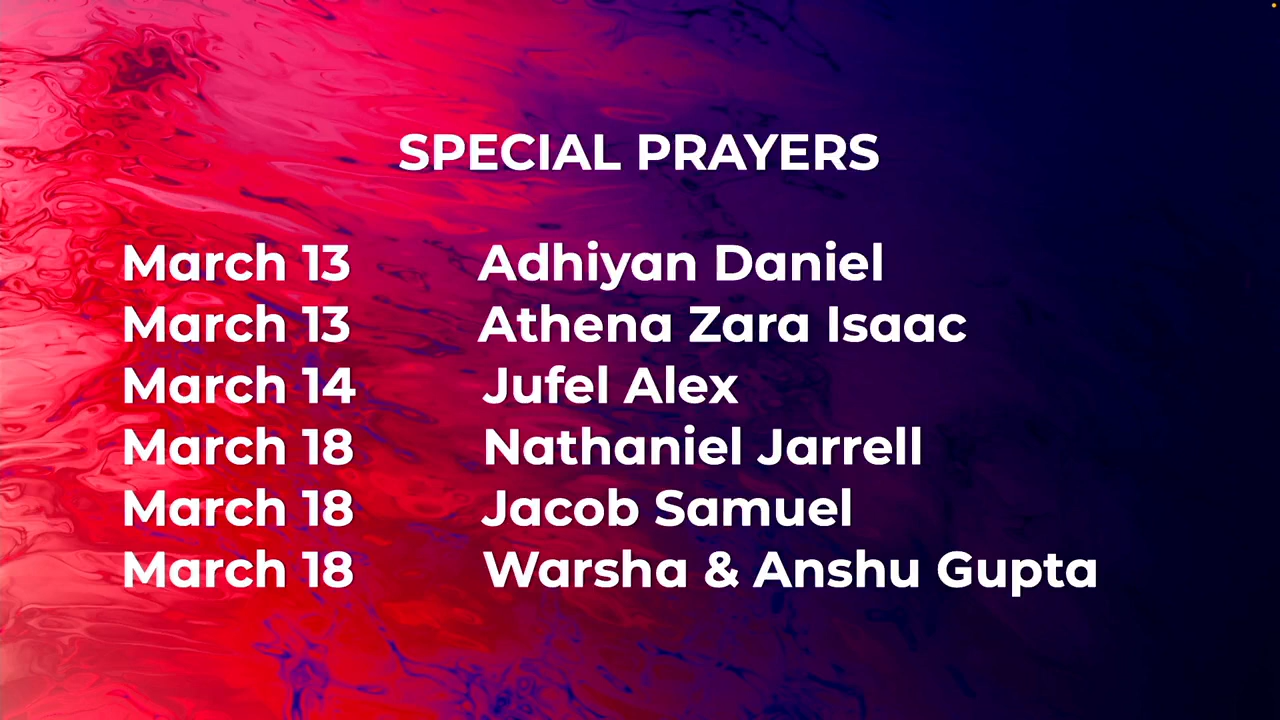 SPECIAL PRAYERS
March 13 Adhiyan Daniel
March 13 Athena Zara Isaac
March 14 Jufel Alex
March 18 Nathaniel Jarrell
March 18 Jacob Samuel
March 18 Warsha & Anshu Gupta